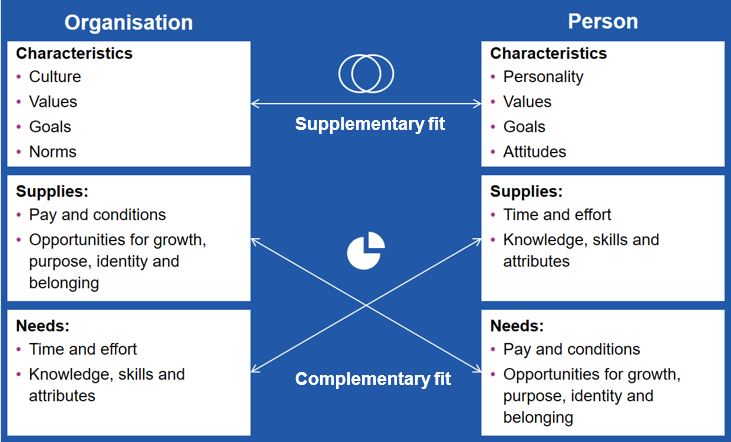 Organisation
Person
Characteristics
• Culture
• Values
• Goals
• Norms
Supplementary fit
Characteristics
• Personality
• Values
• Goals
• Attitudes
Supplies:
• Pay and conditions
• Opportunities for growth,
purpose, identity and
belonging
Supplies:
• Time and effort
• Knowledge, skills and
attributes
Needs:
• Time and effort
• Knowledge, skills and
attributes
Complementary fit
Needs:
• Pay and conditions
• Opportunities for growth,
purpose, identity and
belonging